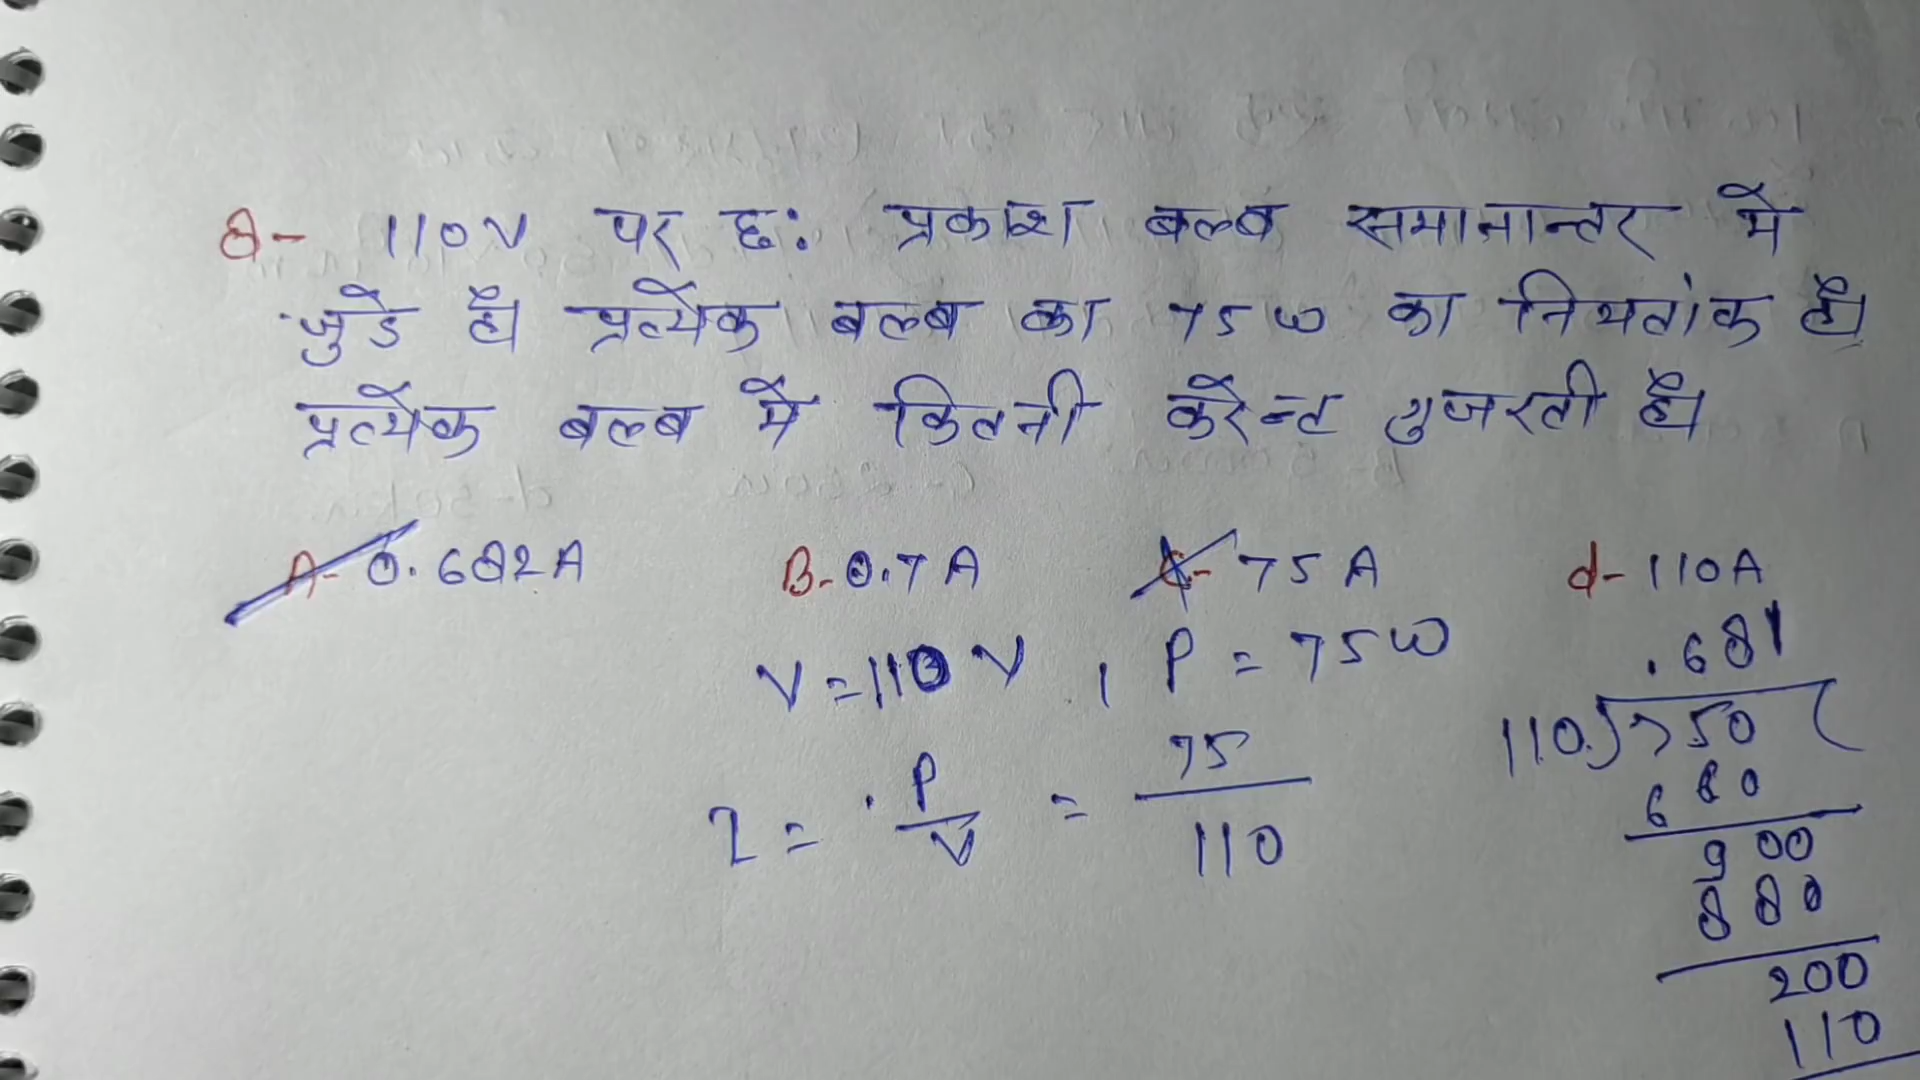 Q- 110V पर छः प्रकाश बल्ब समानान्तर मे
जुडे है। प्रत्येक बल्ब का 75W का नियतांक है।
प्रत्येक बल्ब मे कितनी करेन्ट गुजरती है।
A- 0.682A B- 0.7A C- 75A d- 110A
V = 110V , P = 75W
I = P/V = 75/110
.681
110)750(
660
900
880
200
110